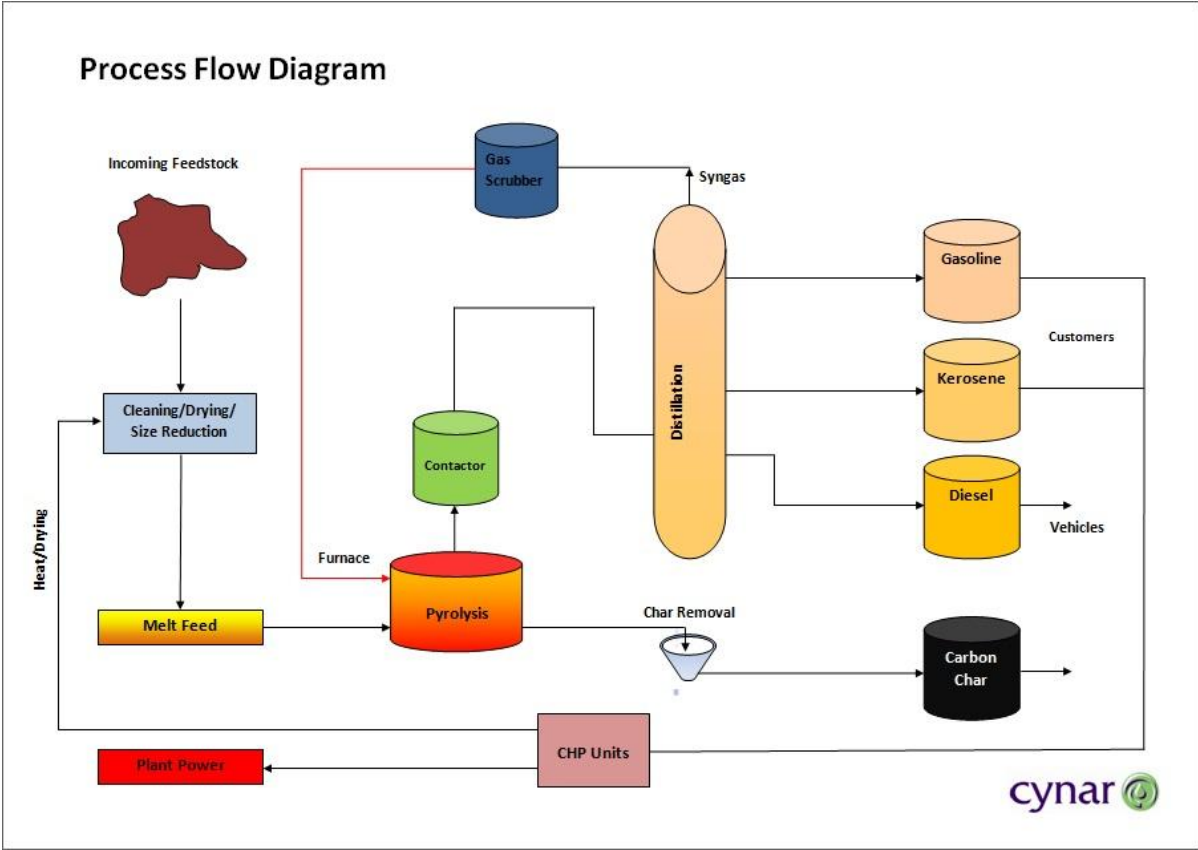 Process Flow Diagram
Incoming Feedstock
Gas
Scrubber
Syngas
Gasoline
Customers
Kerosene
Distillation
Cleaning/Drying/
Size Reduction
Contactor
Diesel
Vehicles
Heat/Drying
Furnace
Melt Feed
Pyrolysis
Char Removal
Carbon
Char
CHP Units
Plant Power
cynar